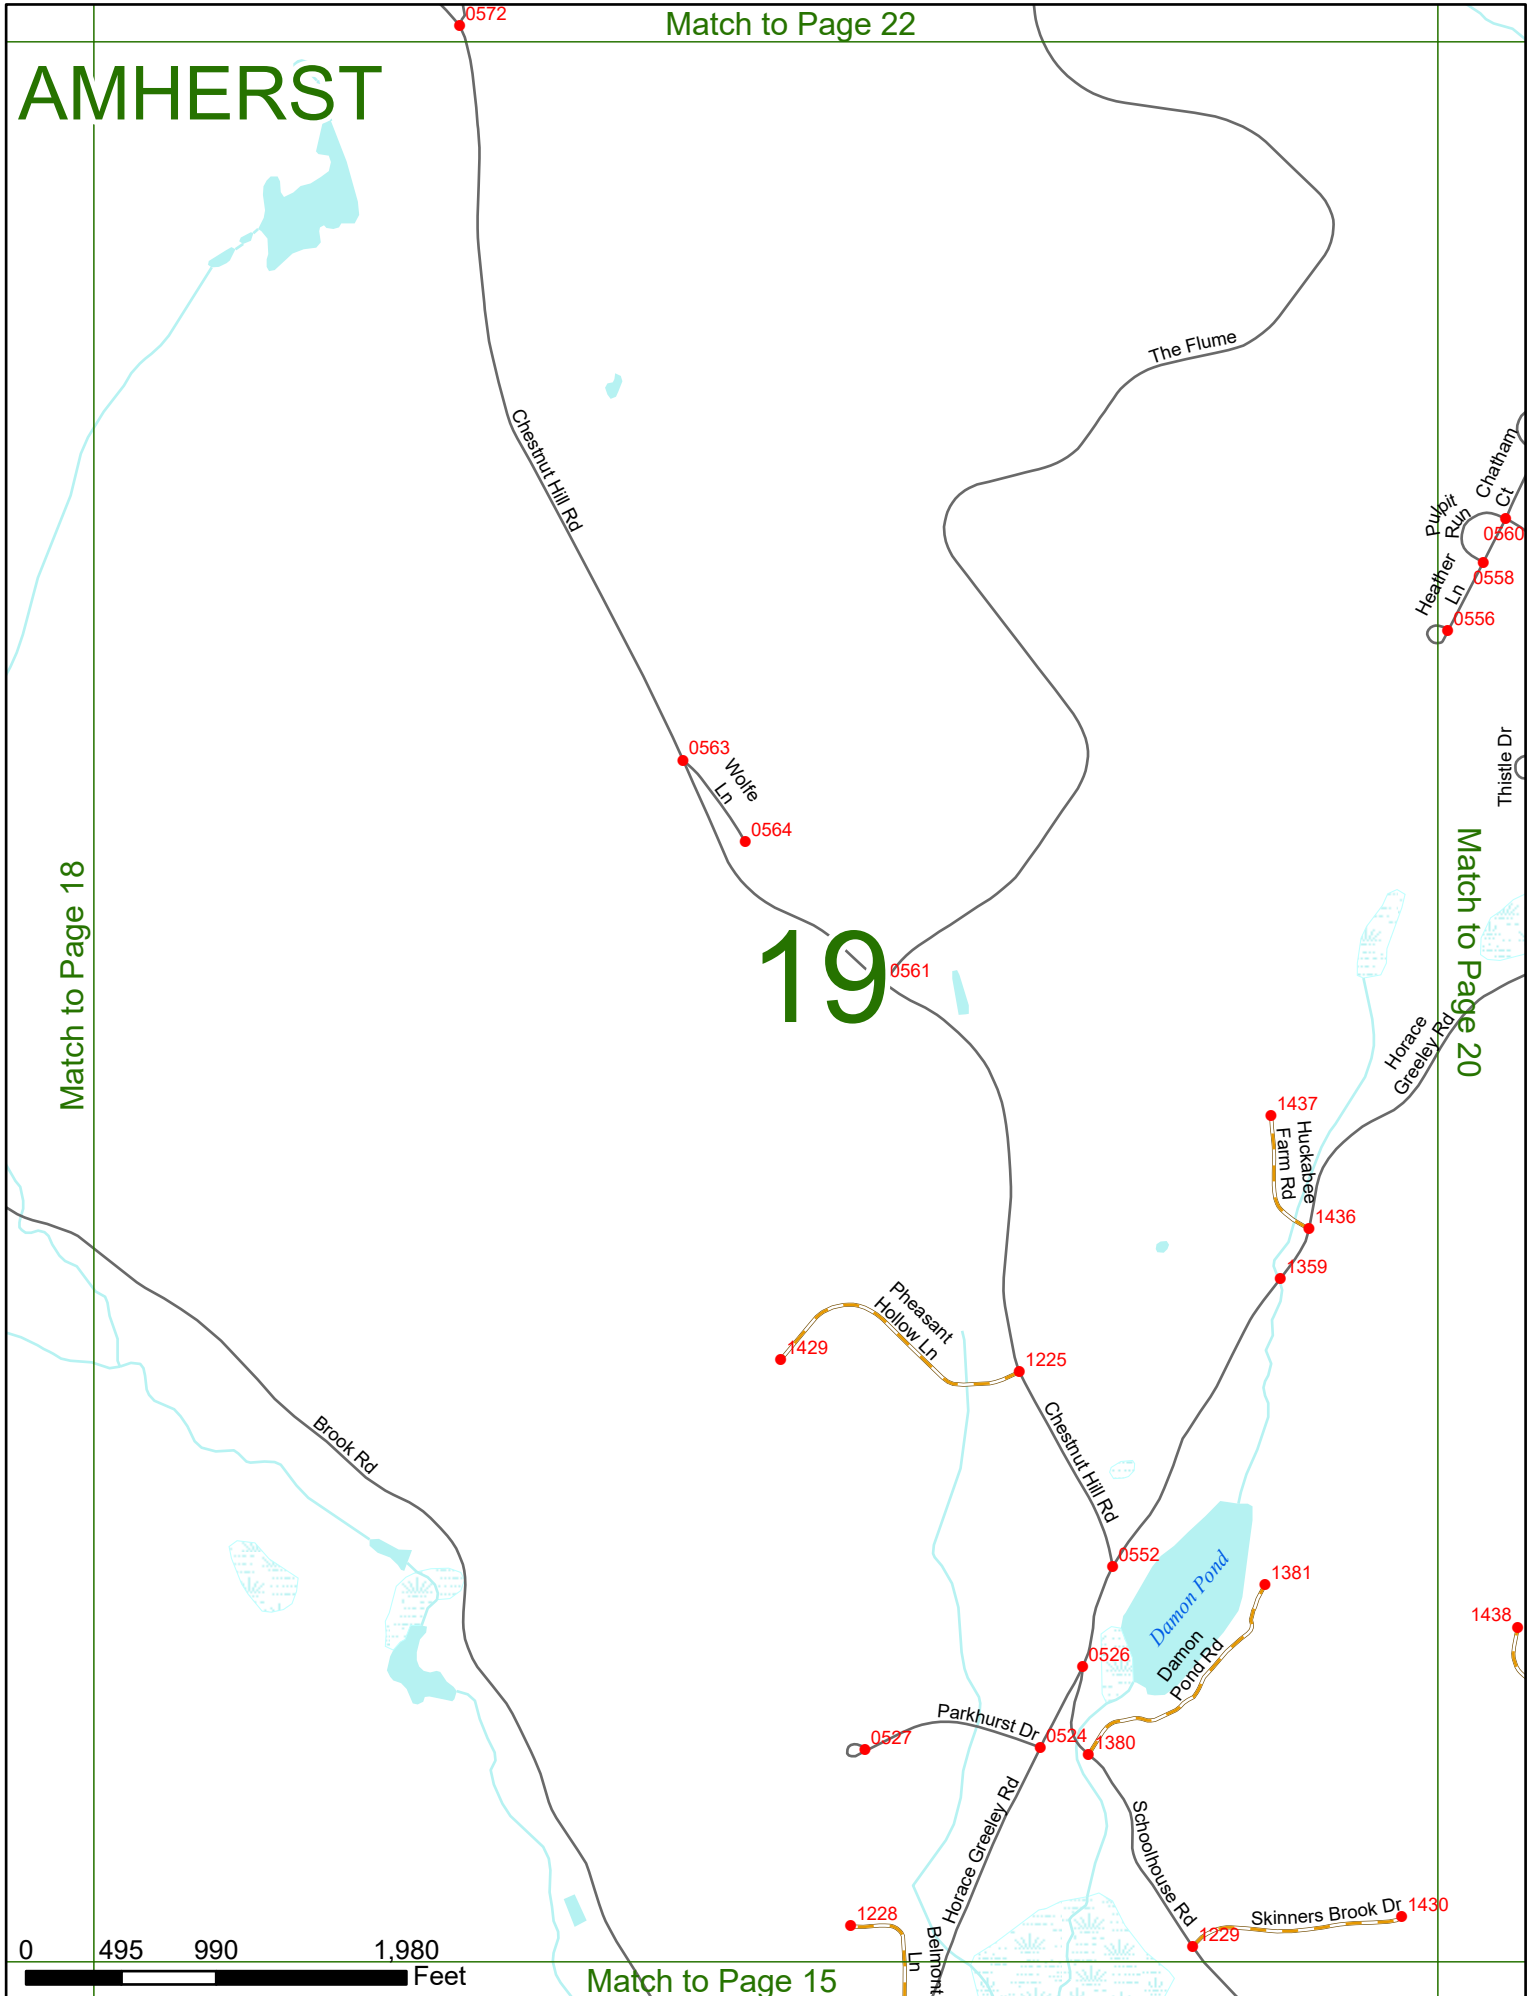 0572
Match to Page 22
AMHERST
The Flume
Chestnut Hill Rd
Chatham
Ct
Pulpit
Run
0560
0558
Heather
Ln
0556
0563
Wolfe
Ln
0564
Thistle Dr
Match to Page 18
Match to Page 20
19
0561
Horace
Greeley Rd
1437
Huckabee
Farm Rd
1436
1359
Pheasant
Hollow Ln
1429
1225
Brook Rd
Chestnut Hill Rd
0552
Damon Pond
1381
1438
0526
Damon
Pond Rd
Parkhurst Dr
0527
0524
1380
Horace Greeley Rd
Schoolhouse Rd
1228
Belmont
Ln
Skinners Brook Dr
1430
1229
0 495 990 1,980
Feet
Match to Page 15